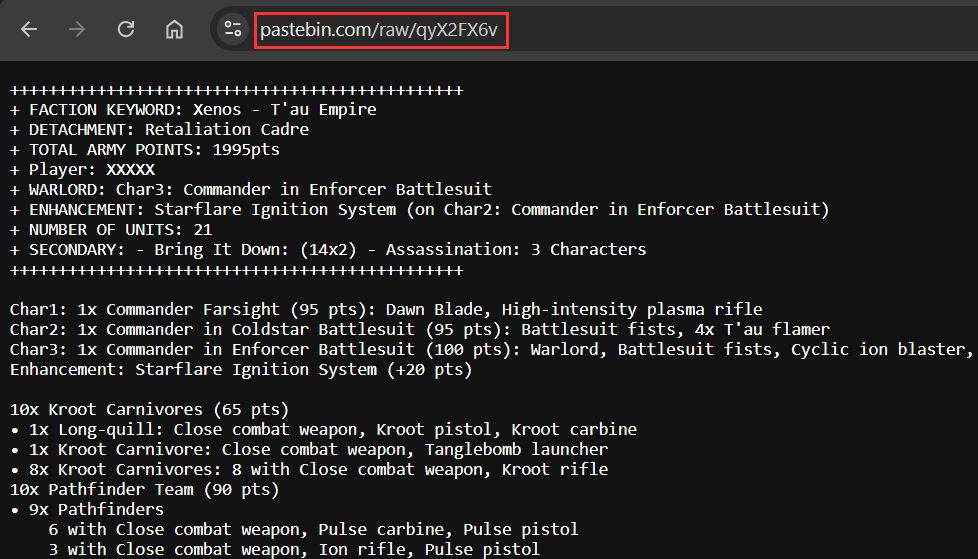 pastebin.com/raw/qyX2FX6v
++++++++++++++++++++++++++++++++++++++++++++++
+ FACTION KEYWORD: Xenos - T'au Empire
+ DETACHMENT: Retaliation Cadre
+ TOTAL ARMY POINTS: 1995pts
+ Player: XXXXX
+ WARLORD: Char3: Commander in Enforcer Battlesuit
+ ENHANCEMENT: Starflare Ignition System (on Char2: Commander in Enforcer Battlesuit)
+ NUMBER OF UNITS: 21
+ SECONDARY: - Bring It Down: (14x2) - Assassination: 3 Characters
++++++++++++++++++++++++++++++++++++++++++++++
Char1: 1x Commander Farsight (95 pts): Dawn Blade, High-intensity plasma rifle
Char2: 1x Commander in Coldstar Battlesuit (95 pts): Battlesuit fists, 4x T'au flamer
Char3: 1x Commander in Enforcer Battlesuit (100 pts): Warlord, Battlesuit fists, Cyclic ion blaster,
Enhancement: Starflare Ignition System (+20 pts)
10x Kroot Carnivores (65 pts)
• 1x Long-quill: Close combat weapon, Kroot pistol, Kroot carbine
• 1x Kroot Carnivore: Close combat weapon, Tanglebomb launcher
• 8x Kroot Carnivores: 8 with Close combat weapon, Kroot rifle
10x Pathfinder Team (90 pts)
• 9x Pathfinders
6 with Close combat weapon, Pulse carbine, Pulse pistol
3 with Close combat weapon, Ion rifle, Pulse pistol